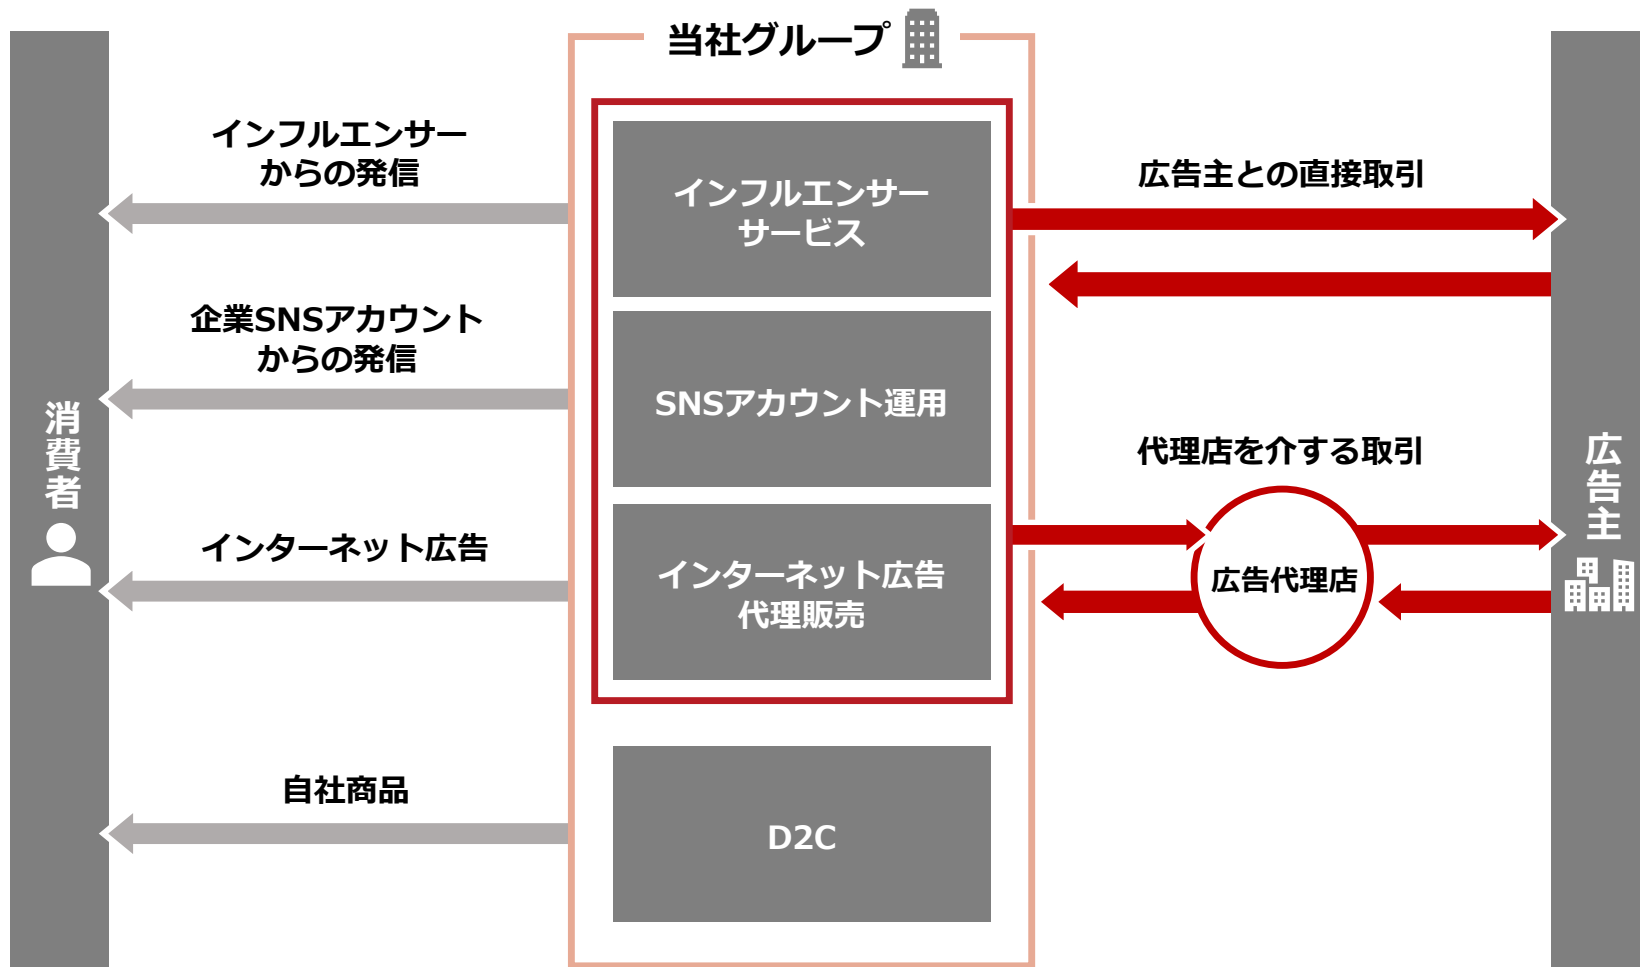 当社グループ
消費者
インフルエンサー
からの発信
企業SNSアカウント
からの発信
インターネット広告
自社商品
インフルエンサー
サービス
SNSアカウント運用
インターネット広告
代理販売
D2C
広告主との直接取引
代理店を介する取引
広告代理店
広告主